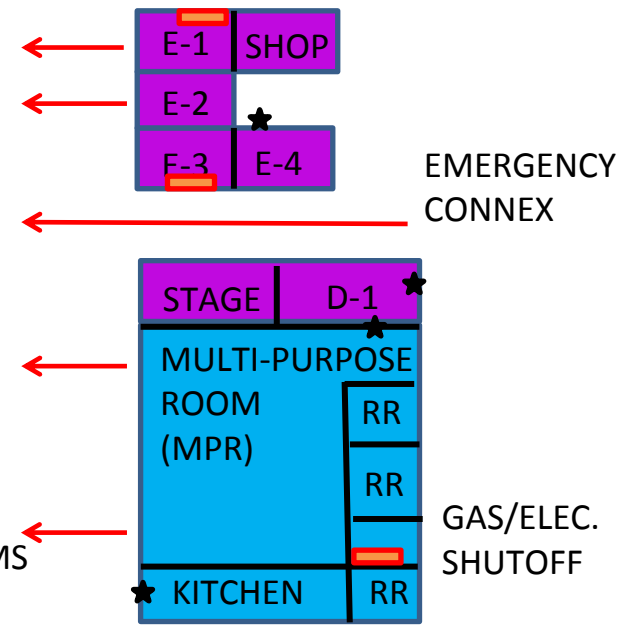 E-1 SHOP
E-2
E-3 E-4
EMERGENCY
CONNEX
STAGE D-1
MULTI-PURPOSE
ROOM
(MPR)
RR
RR
GAS/ELEC.
SHUTOFF
MS
KITCHEN RR